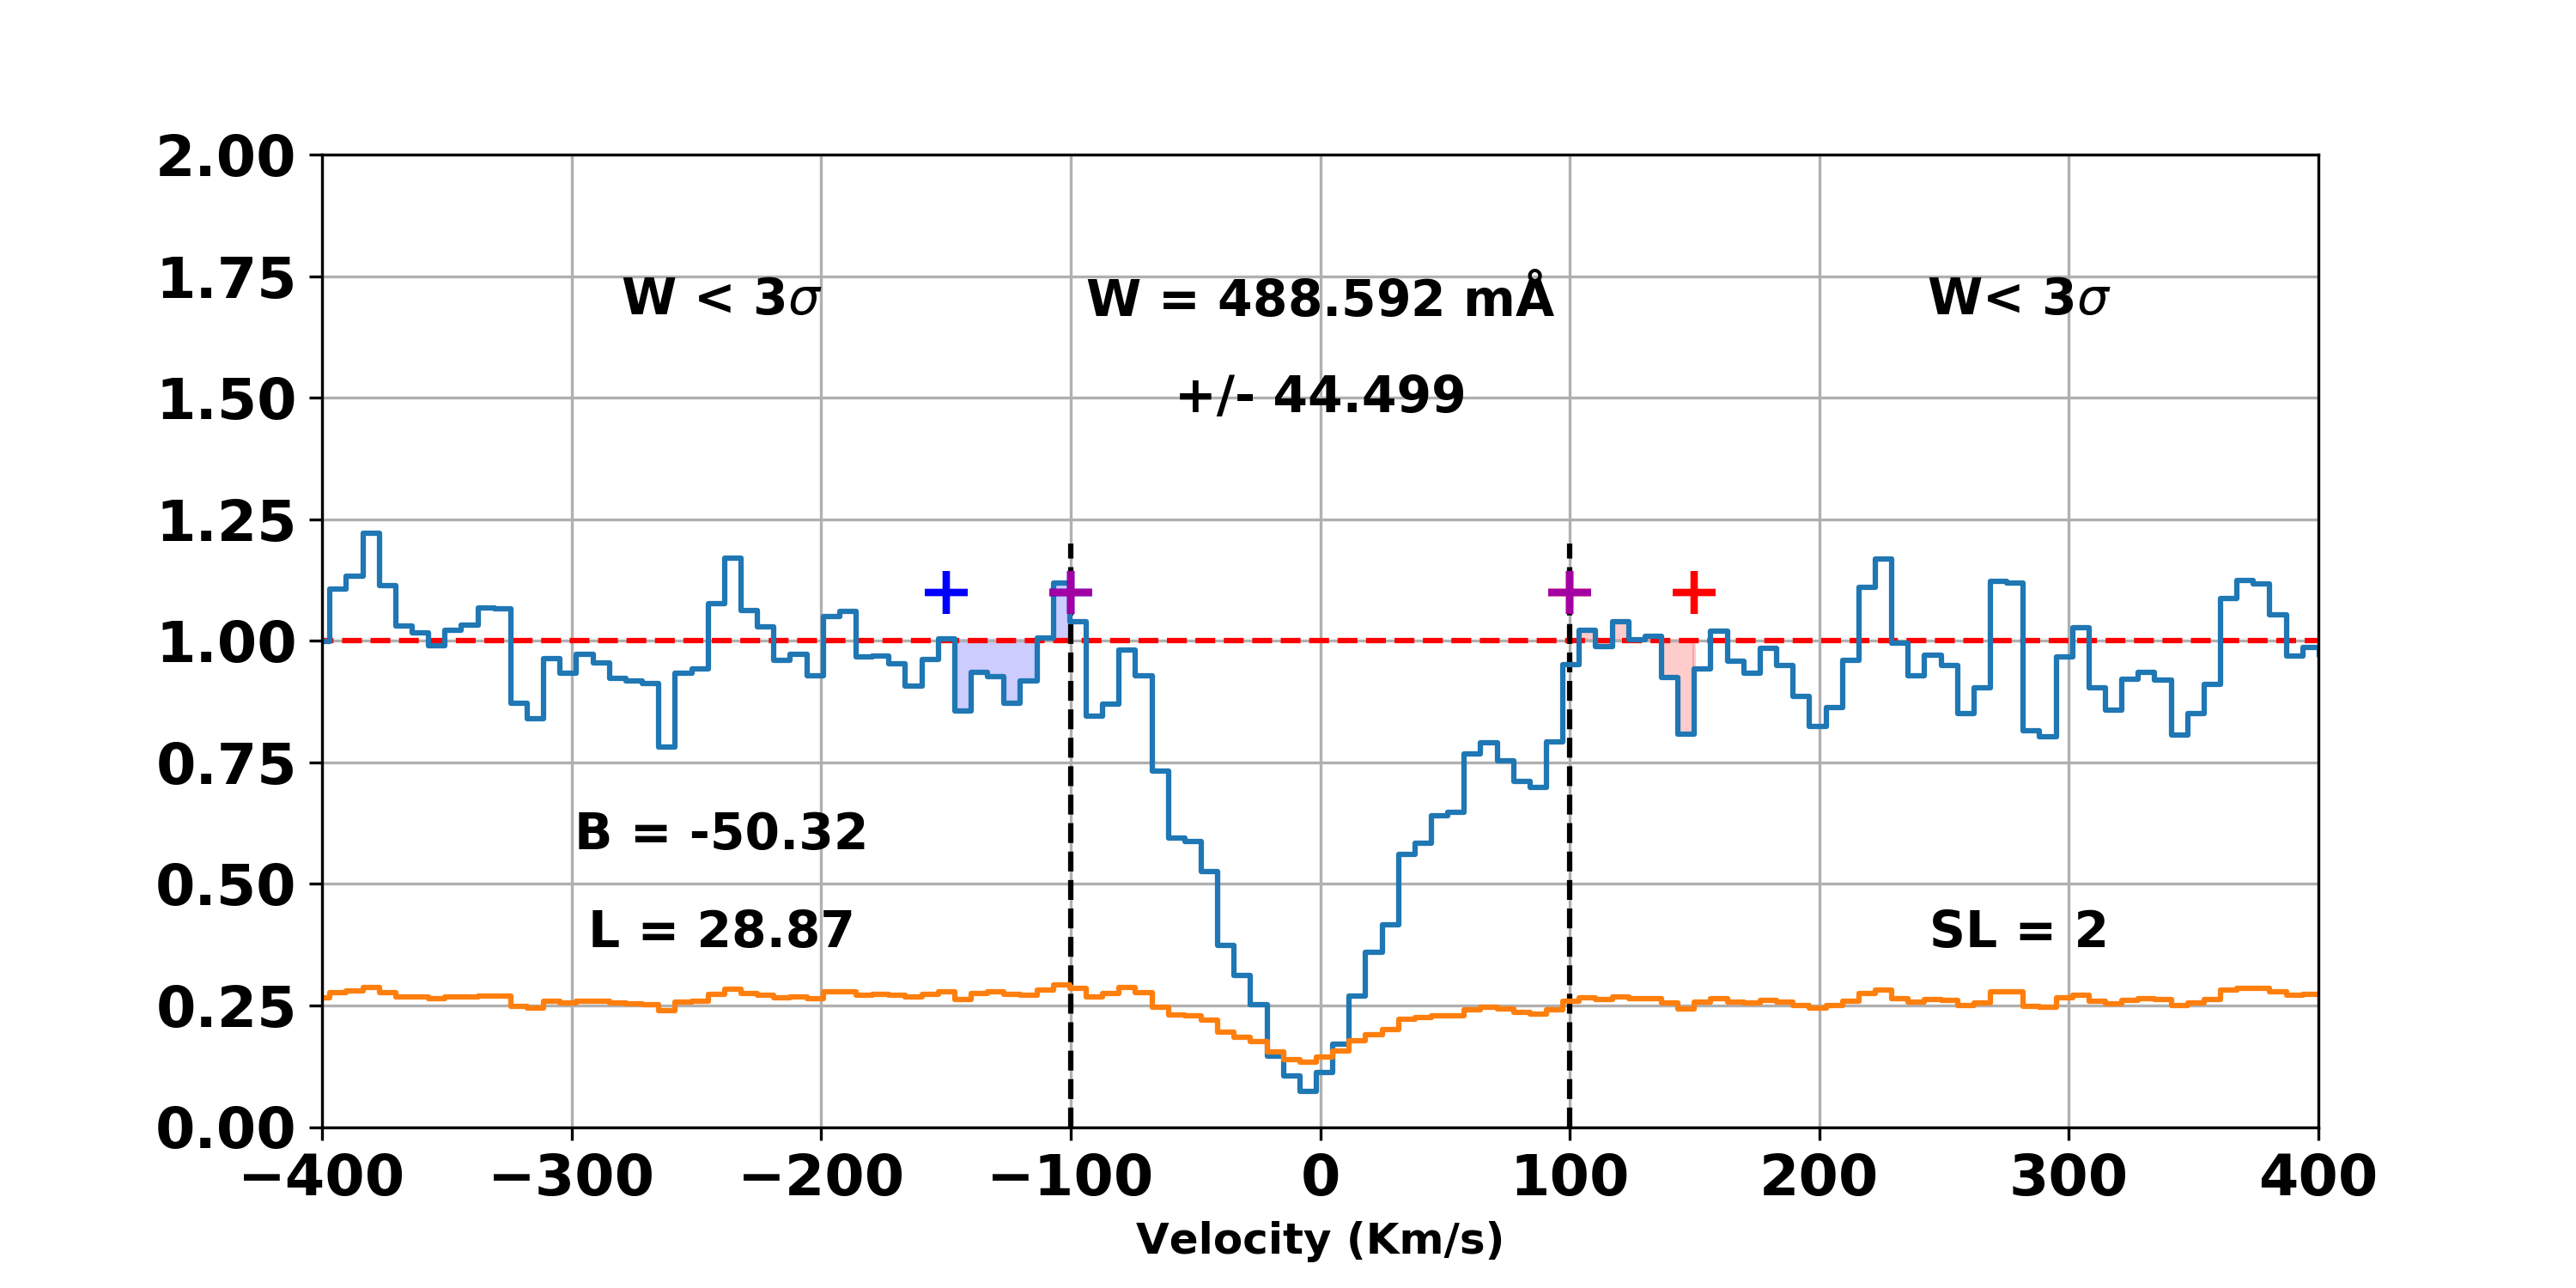 2.00
1.75
1.50
1.25
1.00
0.75
0.50
0.25
0.00
W < 3σ
W = 488.592 mÅ
+/- 44.499
W< 3σ
B = -50.32
L = 28.87
SL = 2
−400 −300 −200 −100 0 100 200 300 400
Velocity (Km/s)